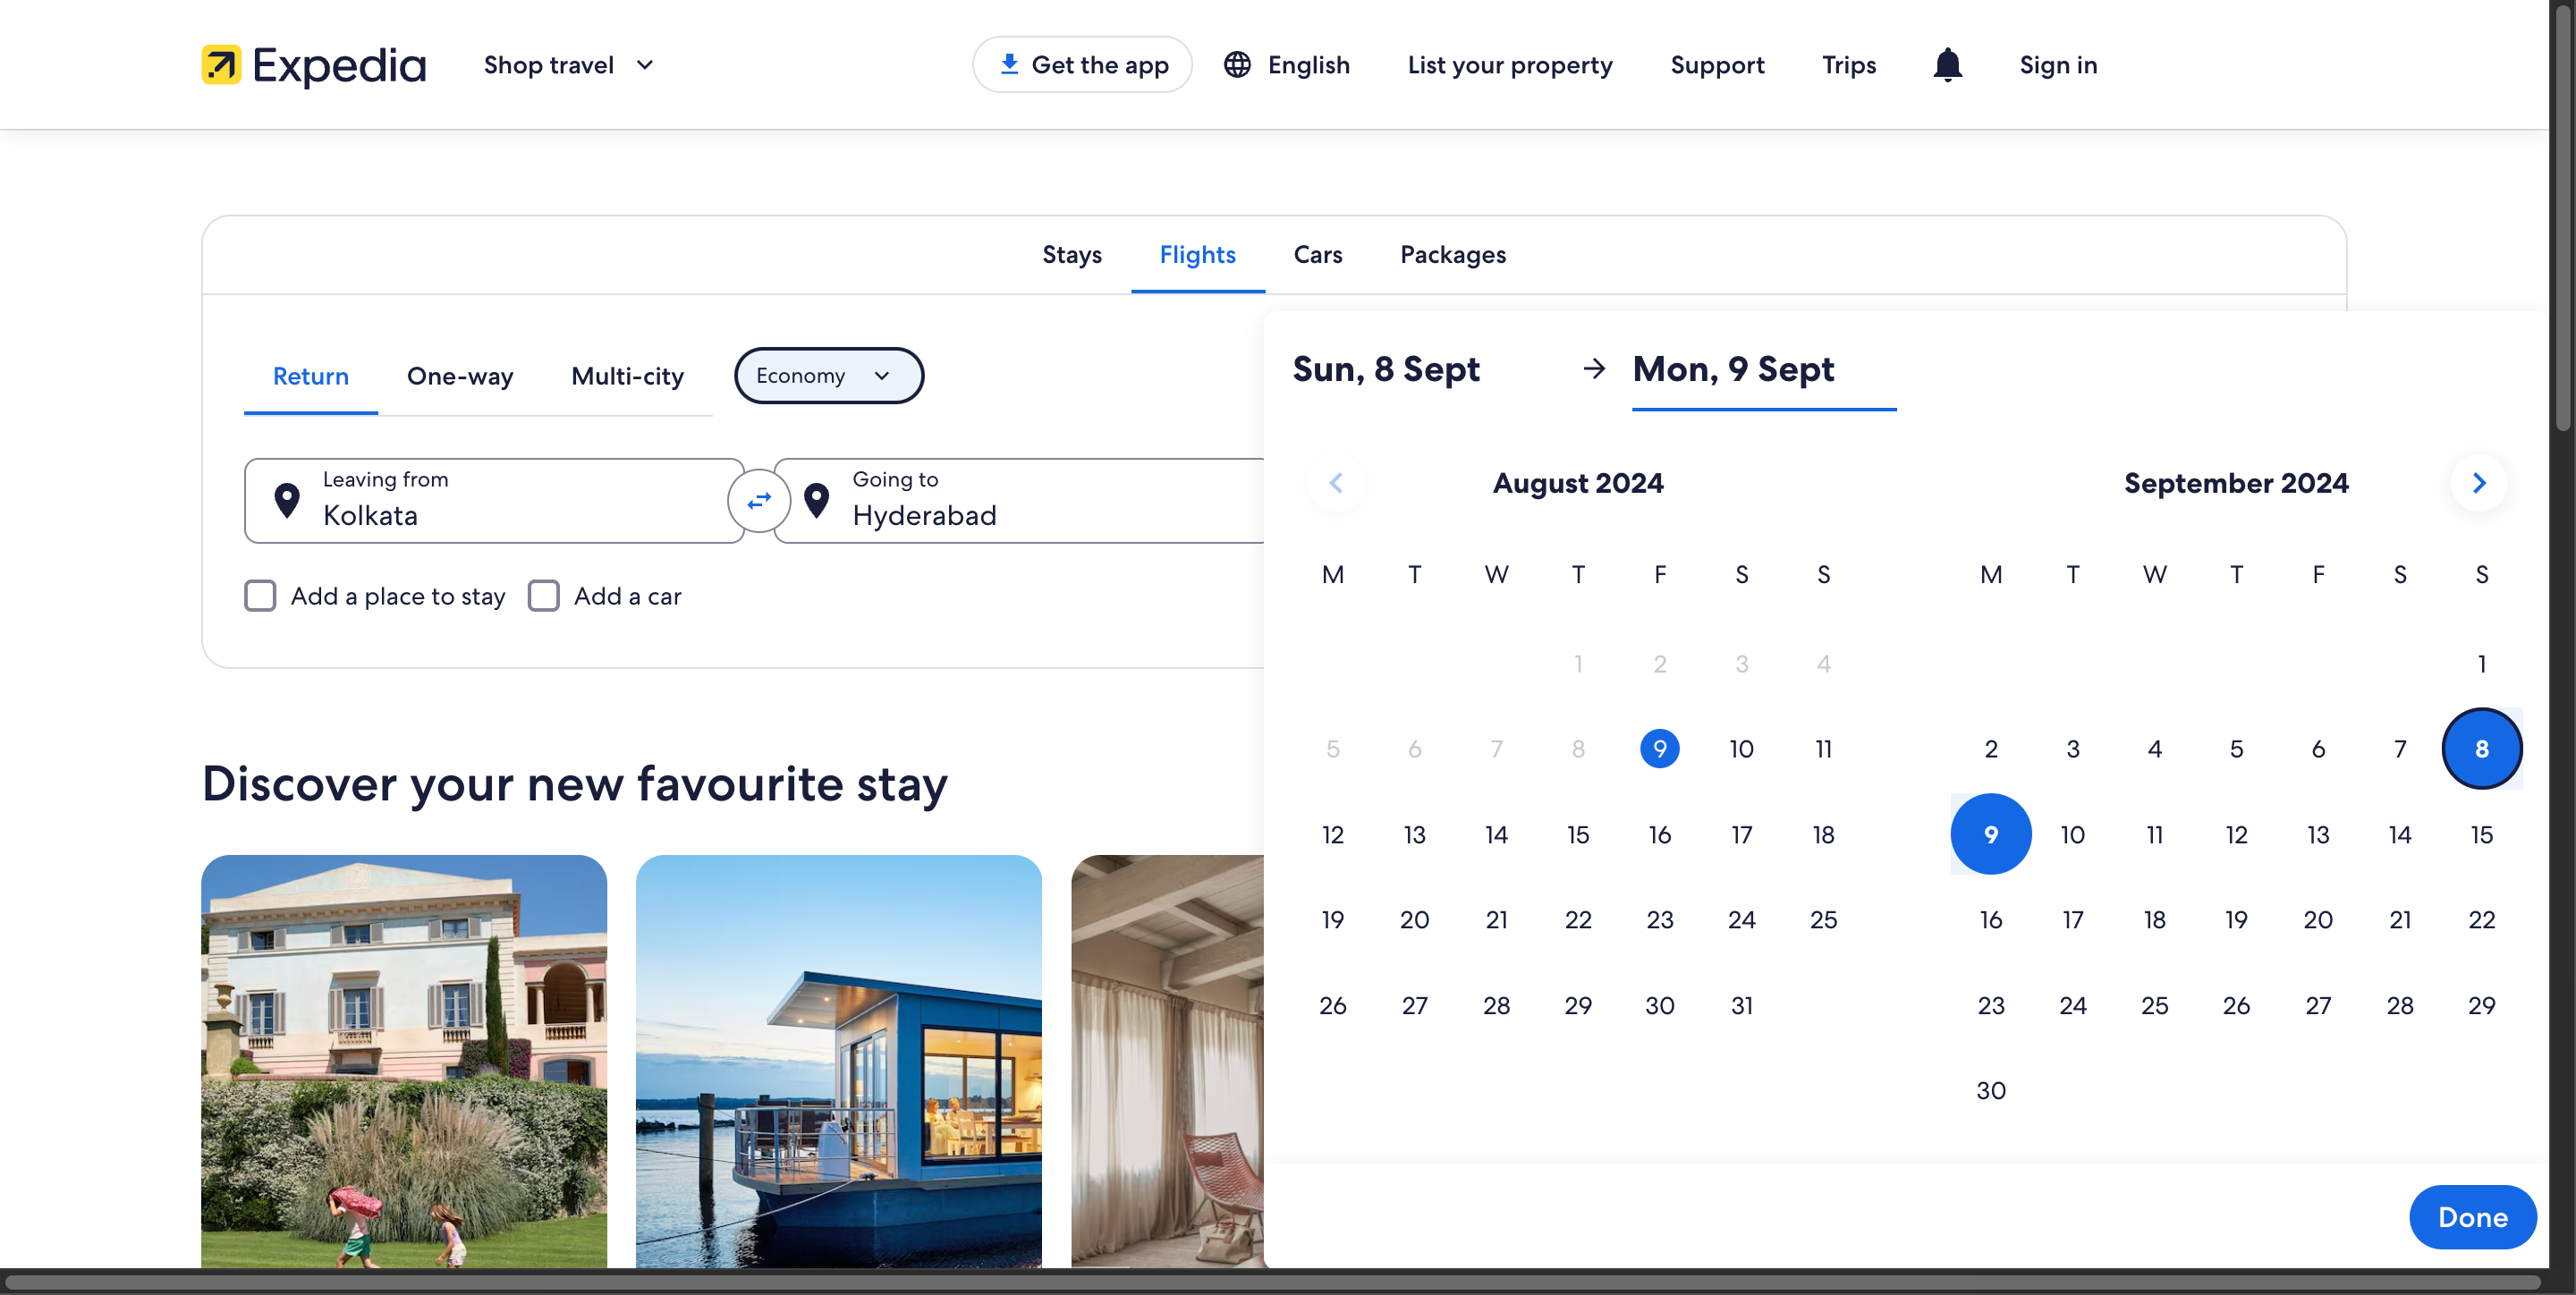 Expedia
Shop travel
Get the app
English
List your property
Support
Trips
Sign in
Stays
Flights
Cars
Packages
Return
One-way
Multi-city
Economy
Leaving from
Kolkata
Going to
Hyderabad
Add a place to stay
Add a car
Discover your new favourite stay
Sun, 8 Sept
Mon, 9 Sept
August 2024
M T W T F S S
1 2 3 4
5 6 7 8 9 10 11
12 13 14 15 16 17 18
19 20 21 22 23 24 25
26 27 28 29 30 31
September 2024
M T W T F S S
1
2 3 4 5 6 7 8
9 10 11 12 13 14 15
16 17 18 19 20 21 22
23 24 25 26 27 28 29
30
Done